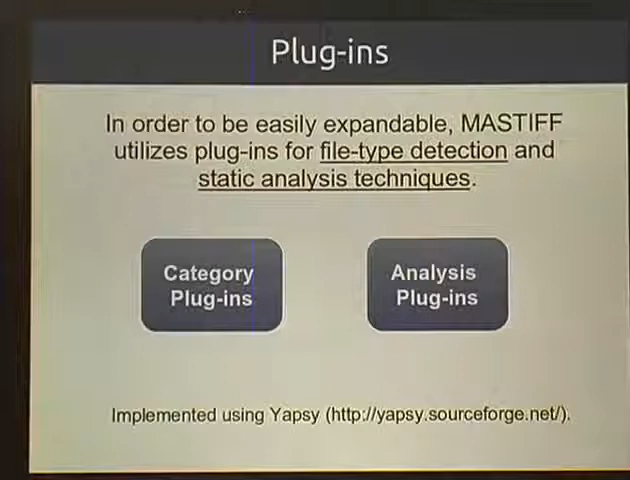 Plug-ins
In order to be easily expandable, MASTIFF
utilizes plug-ins for file-type detection and
static analysis techniques.
Category
Plug-ins
Analysis
Plug-ins
Implemented using Yapsy (http://yapsy.sourceforge.net/).